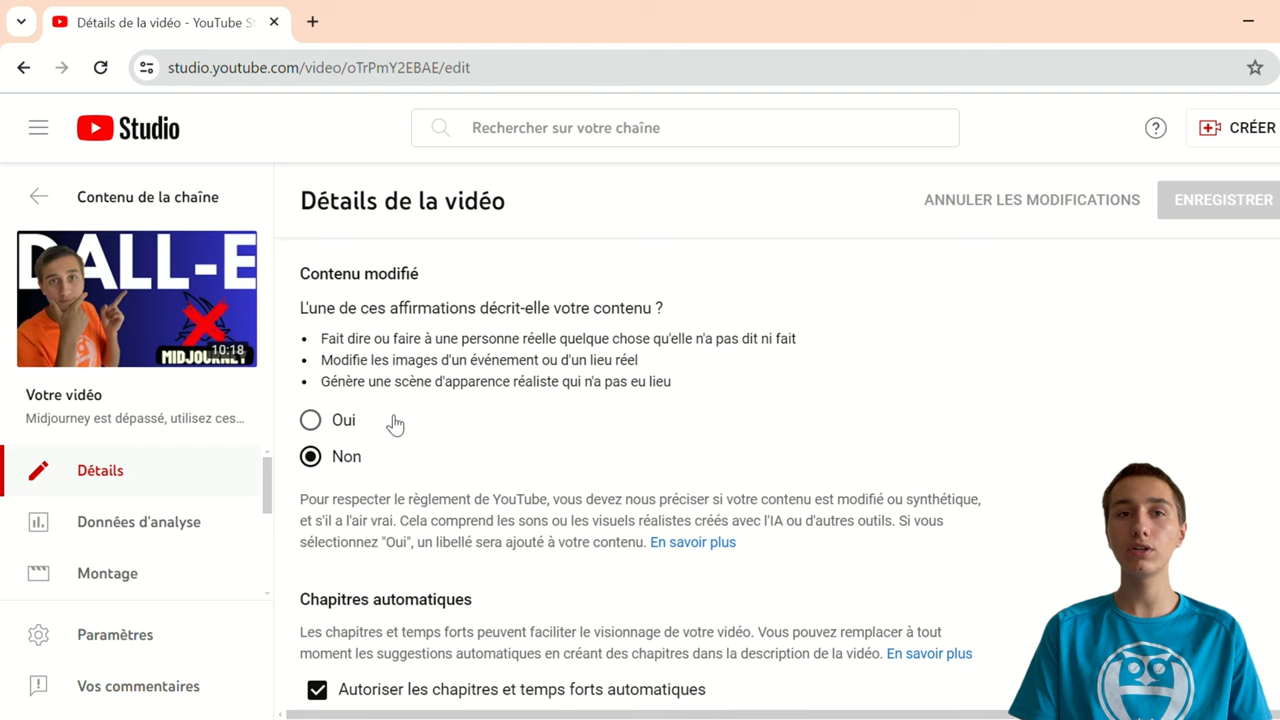 Détails de la vidéo - YouTube St
studio.youtube.com/video/oTrPmY2EBAE/edit
Studio
Rechercher sur votre chaîne
CRÉER
Contenu de la chaîne
DALL-E
MIDJOURNEY
10:18
Votre vidéo
Midjourney est dépassé, utilisez ces...
Détails
Données d'analyse
Montage
Paramètres
Vos commentaires
Détails de la vidéo
ANNULER LES MODIFICATIONS
ENREGISTRER
Contenu modifié
L'une de ces affirmations décrit-elle votre contenu ?
• Fait dire ou faire à une personne réelle quelque chose qu'elle n'a pas dit ni fait
• Modifie les images d'un événement ou d'un lieu réel
• Génère une scène d'apparence réaliste qui n'a pas eu lieu
Oui
Non
Pour respecter le règlement de YouTube, vous devez nous préciser si votre contenu est modifié ou synthétique,
et s'il a l'air vrai. Cela comprend les sons ou les visuels réalistes créés avec l'IA ou d'autres outils. Si vous
sélectionnez "Oui", un libellé sera ajouté à votre contenu. En savoir plus
Chapitres automatiques
Les chapitres et temps forts peuvent faciliter le visionnage de votre vidéo. Vous pouvez remplacer à tout
moment les suggestions automatiques en créant des chapitres dans la description de la vidéo. En savoir plus
Autoriser les chapitres et temps forts automatiques